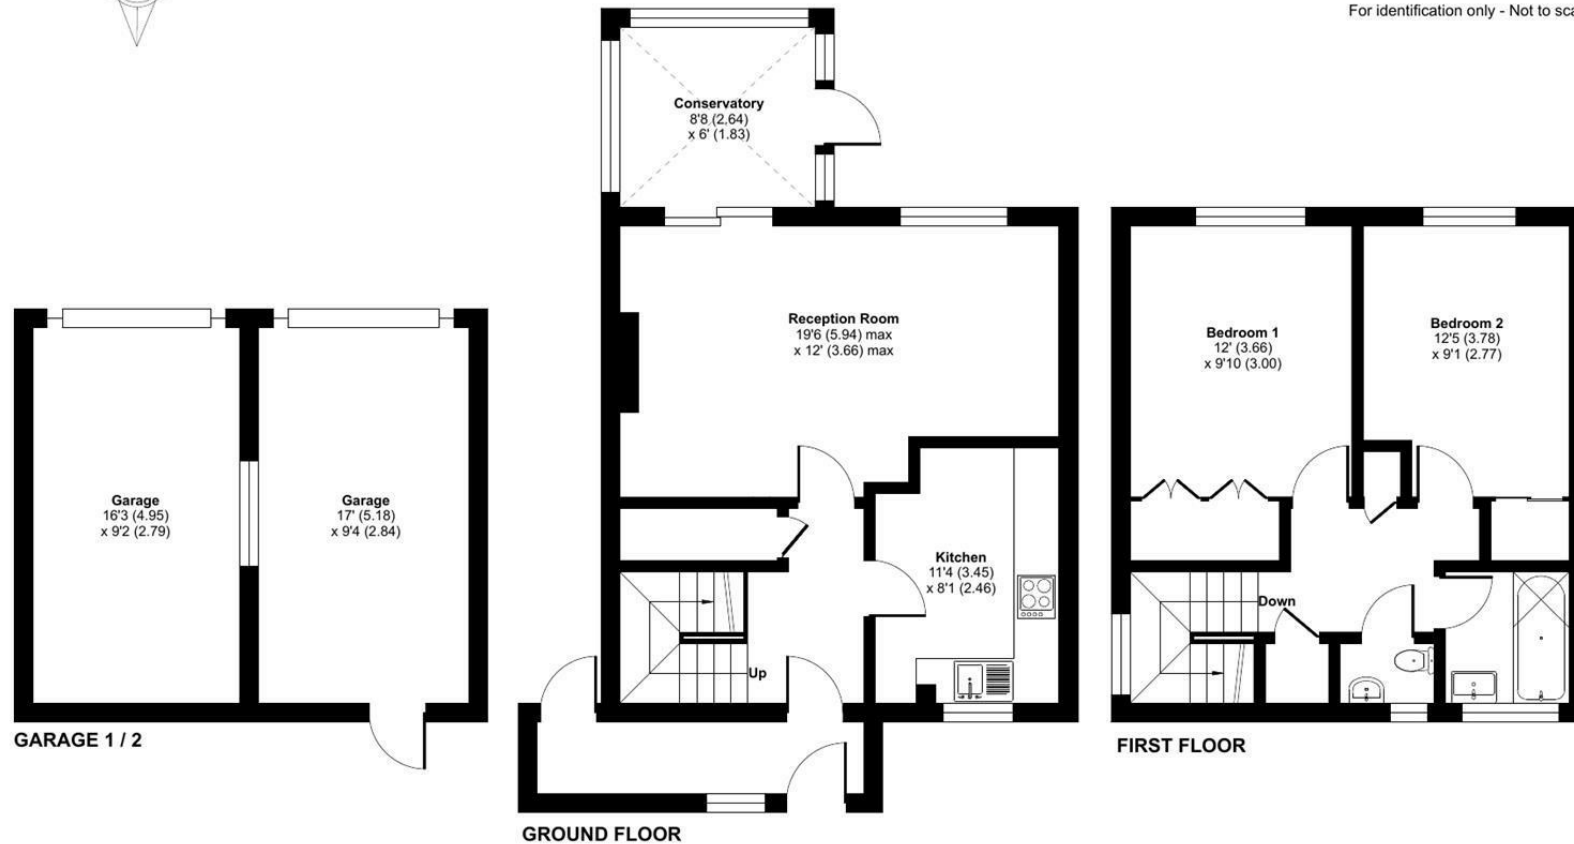 For identification only - Not to sca
Conservatory
8'8 (2.64)
x 6' (1.83)
Reception Room
19'6 (5.94) max
x 12' (3.66) max
Bedroom 1
12' (3.66)
x 9'10 (3.00)
Bedroom 2
12'5 (3.78)
x 9'1 (2.77)
Garage
16'3 (4.95)
x 9'2 (2.79)
Garage
17' (5.18)
x 9'4 (2.84)
Kitchen
11'4 (3.45)
x 8'1 (2.46)
Down
Up
GARAGE 1 / 2
FIRST FLOOR
GROUND FLOOR